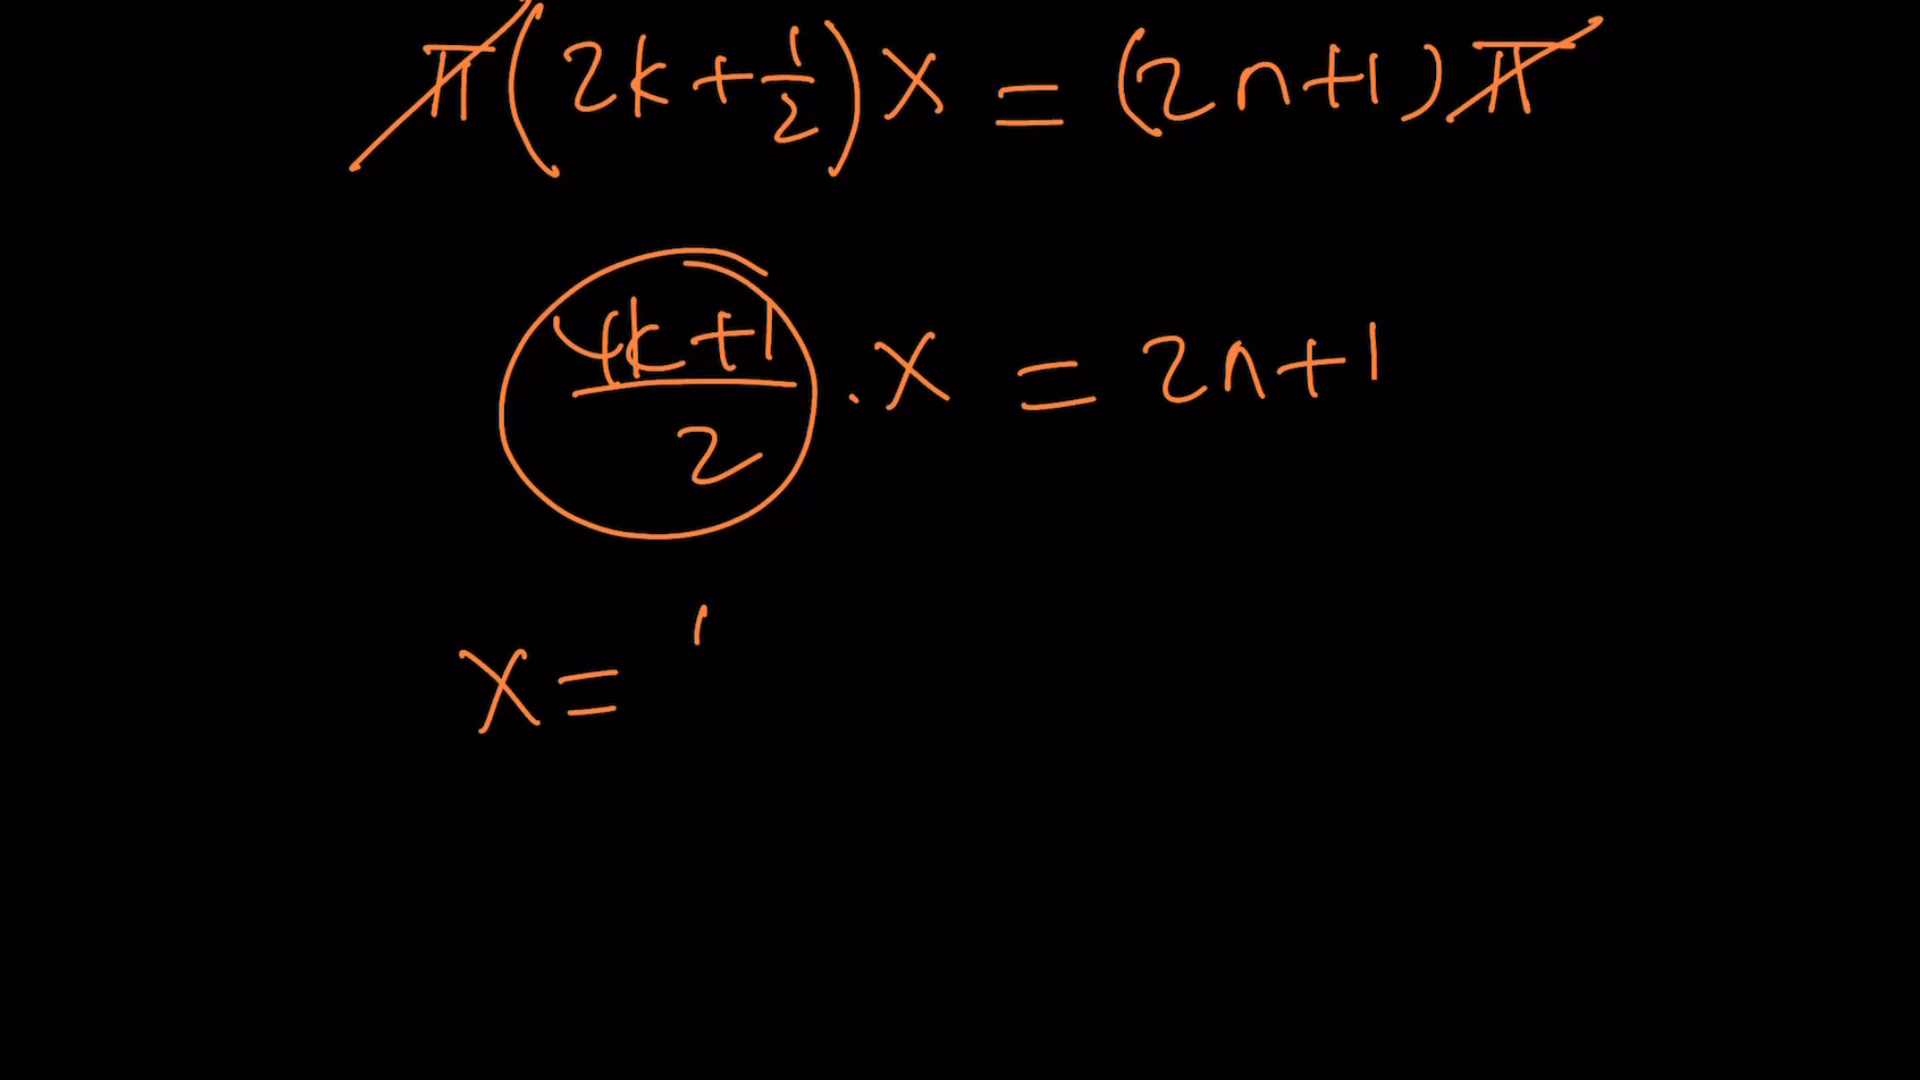 π(2k+1/2)x = (2n+1)π
(4k+1)/2 · x = 2n+1
x =